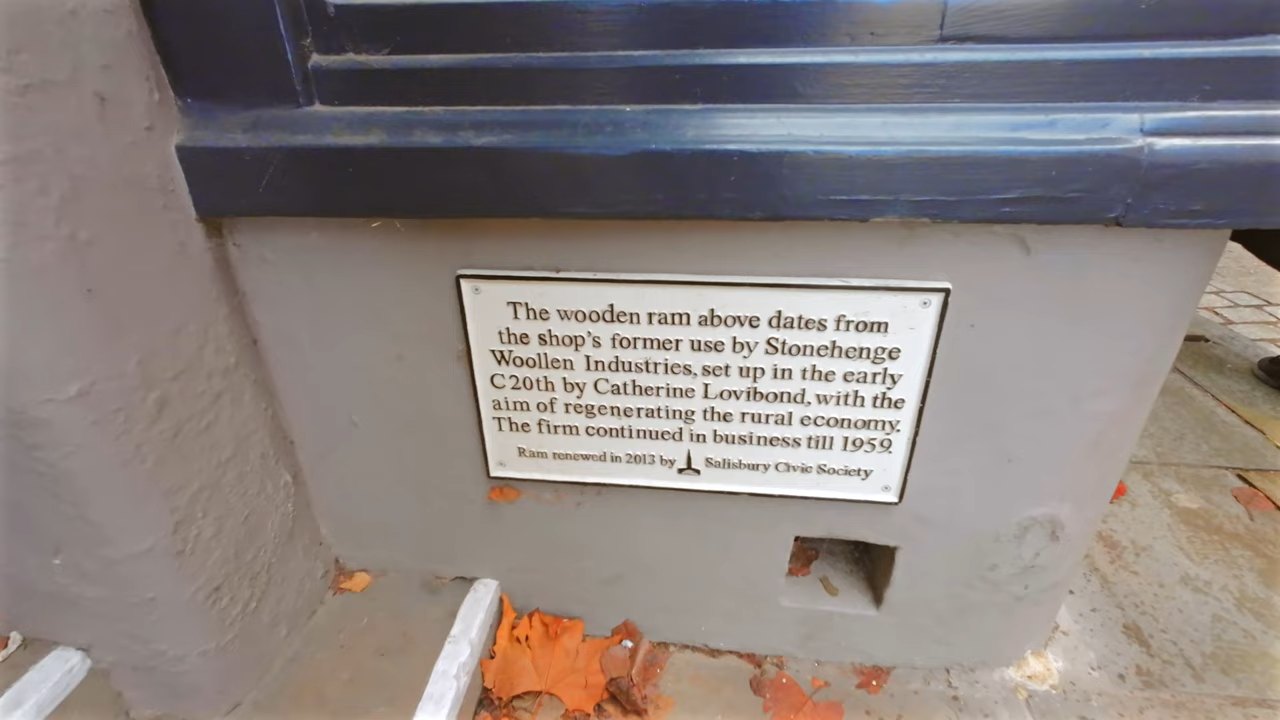 The wooden ram above dates from
the shop's former use by Stonehenge
Woollen Industries, set up in the early
C20th by Catherine Lovibond, with the
aim of regenerating the rural economy.
The firm continued in business till 1959.
Ram renewed in 2013 by Salisbury Civic Society